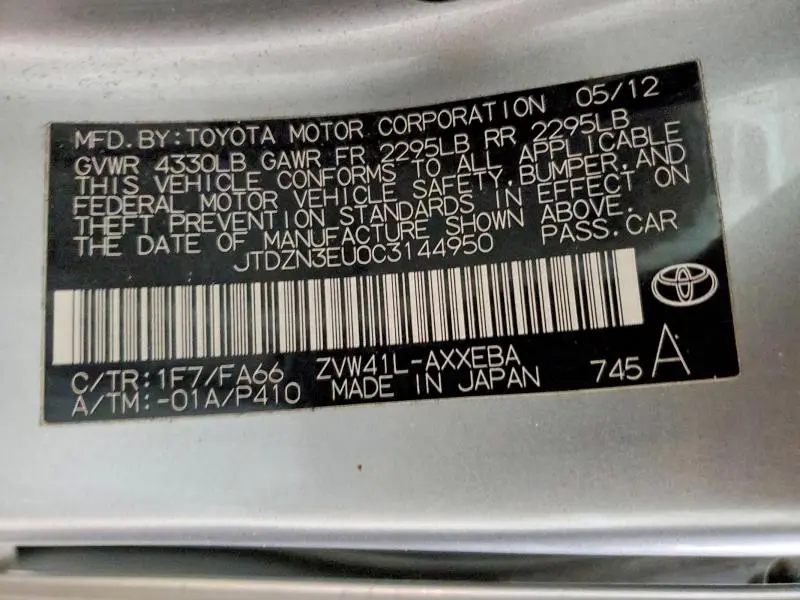 MFD. BY: TOYOTA MOTOR CORPORATION 05/12
GVWR 4330LB GAWR FR 2295LB RR 2295LB
THIS VEHICLE CONFORMS TO ALL APPLICABLE
FEDERAL MOTOR VEHICLE SAFETY, BUMPER, AND
THEFT PREVENTION STANDARDS IN EFFECT ON
THE DATE OF MANUFACTURE SHOWN ABOVE.
JTDZN3EU0C3144950 PASS. CAR
C/TR: 1F7/FA66 ZVW41L-AXXEBA
A/TM: -01A/P410 MADE IN JAPAN 745 A